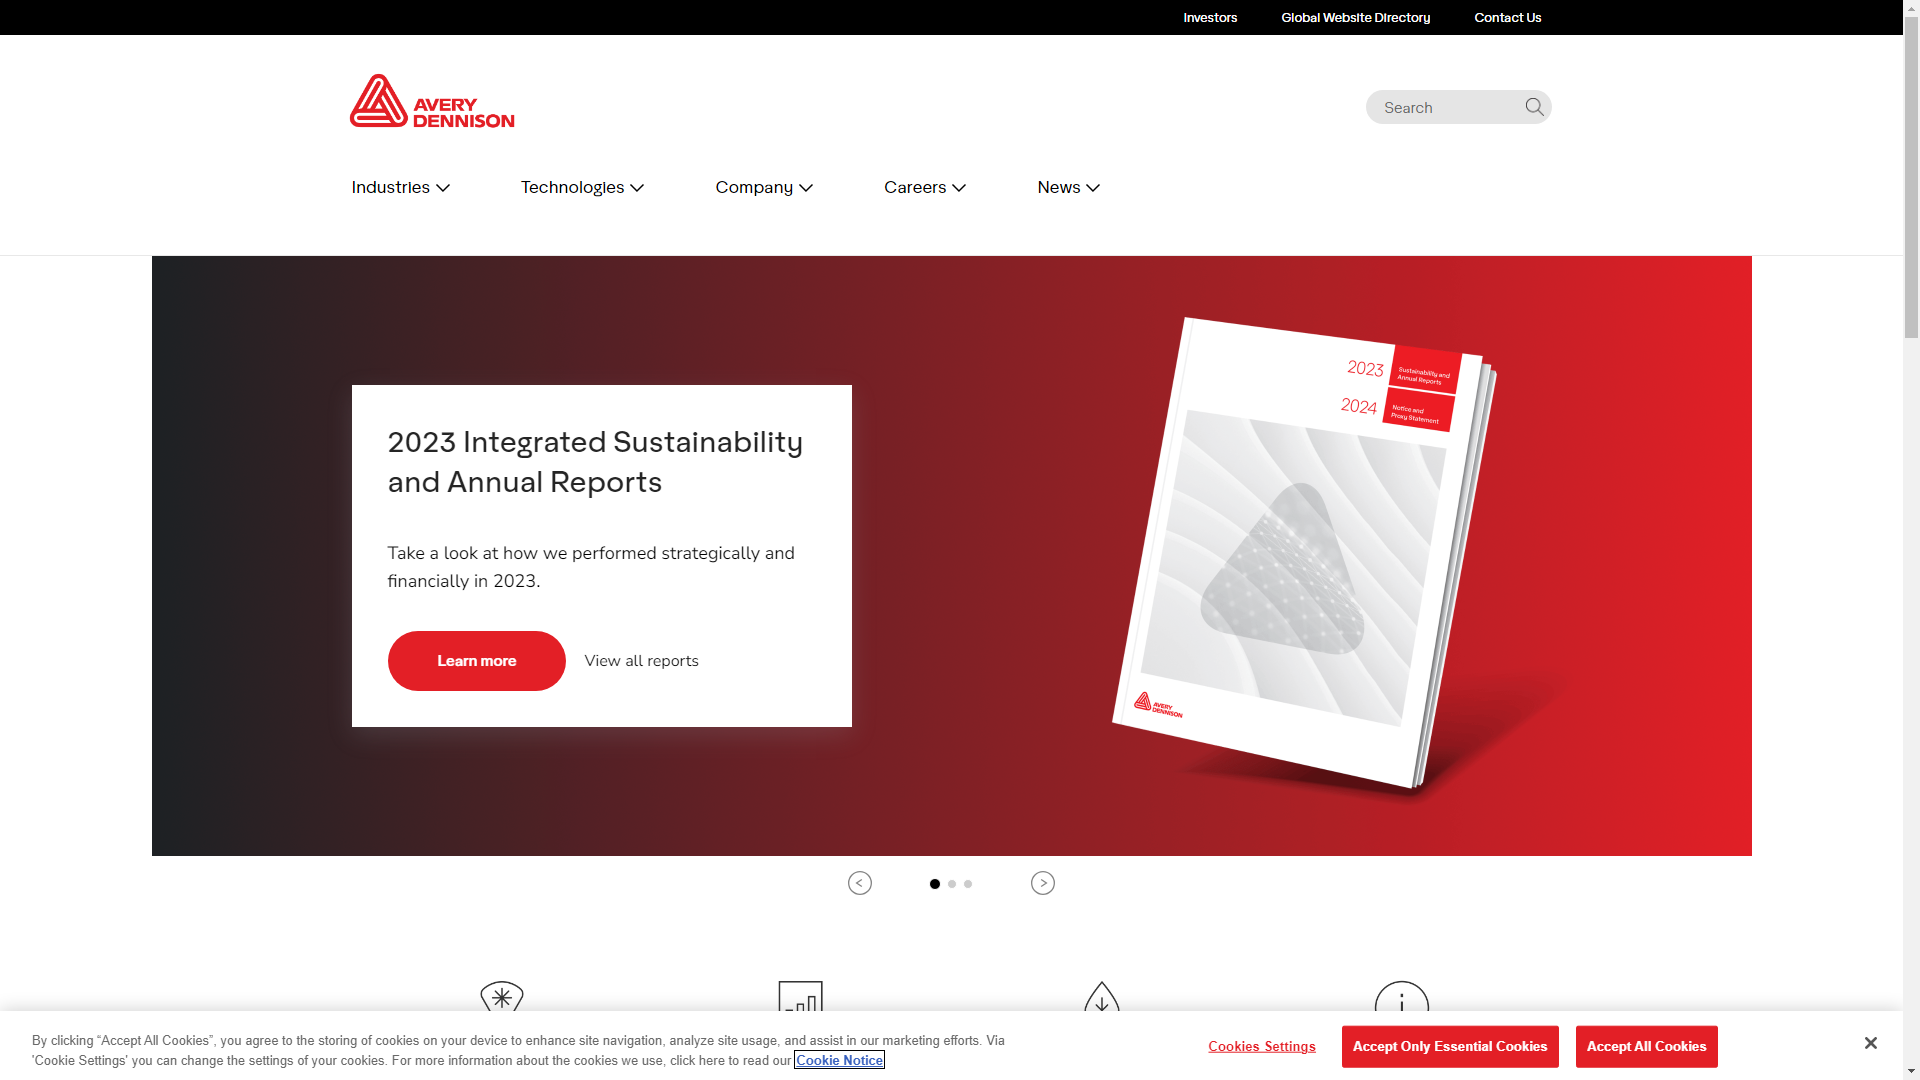 Investors
Global Website Directory
Contact Us
AVERY
DENNISON
Search
Industries
Technologies
Company
Careers
News
2023 Integrated Sustainability
and Annual Reports
Take a look at how we performed strategically and
financially in 2023.
Learn more
View all reports
2023
Sustainability and
Annual Reports
2024
Notice and
Proxy Statement
AVERY
DENNISON
By clicking “Accept All Cookies”, you agree to the storing of cookies on your device to enhance site navigation, analyze site usage, and assist in our marketing efforts. Via
'Cookie Settings' you can change the settings of your cookies. For more information about the cookies we use, click here to read our Cookie Notice
Cookies Settings
Accept Only Essential Cookies
Accept All Cookies